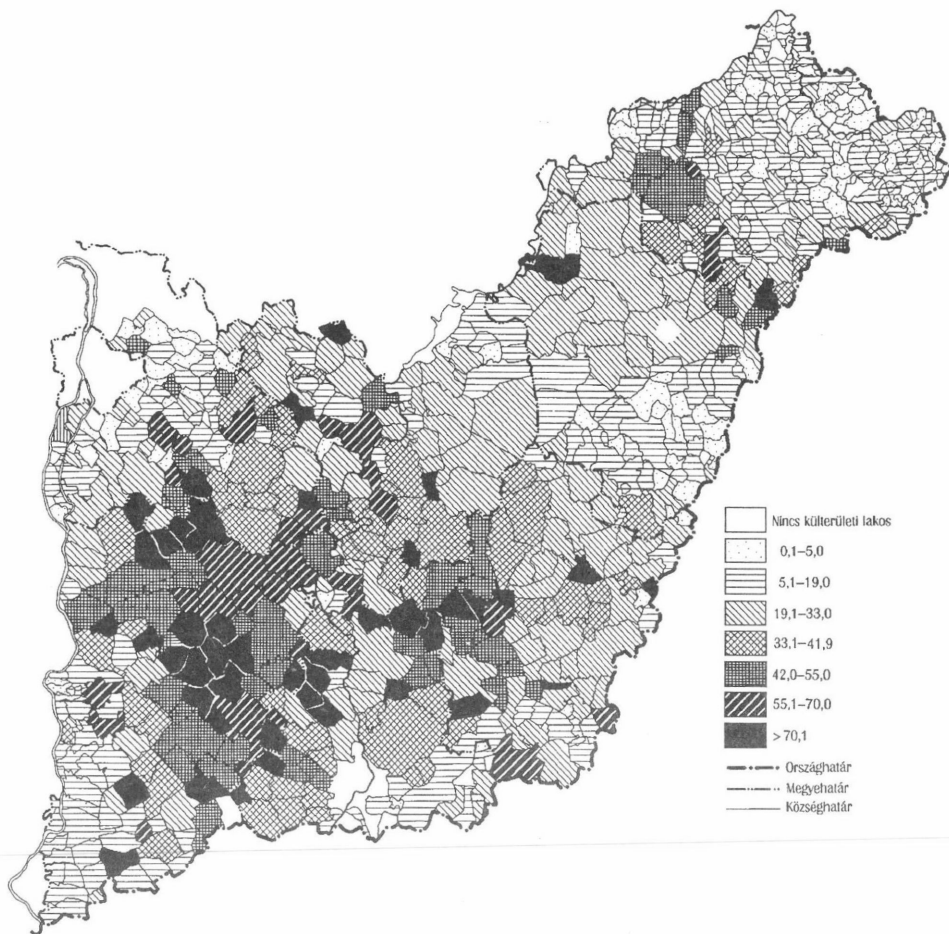 Nincs külterületi lakos
0,1–5,0
5,1–19,0
19,1–33,0
33,1–41,9
42,0–55,0
55,1–70,0
> 70,1
Országhatár
Megyehatár
Községhatár